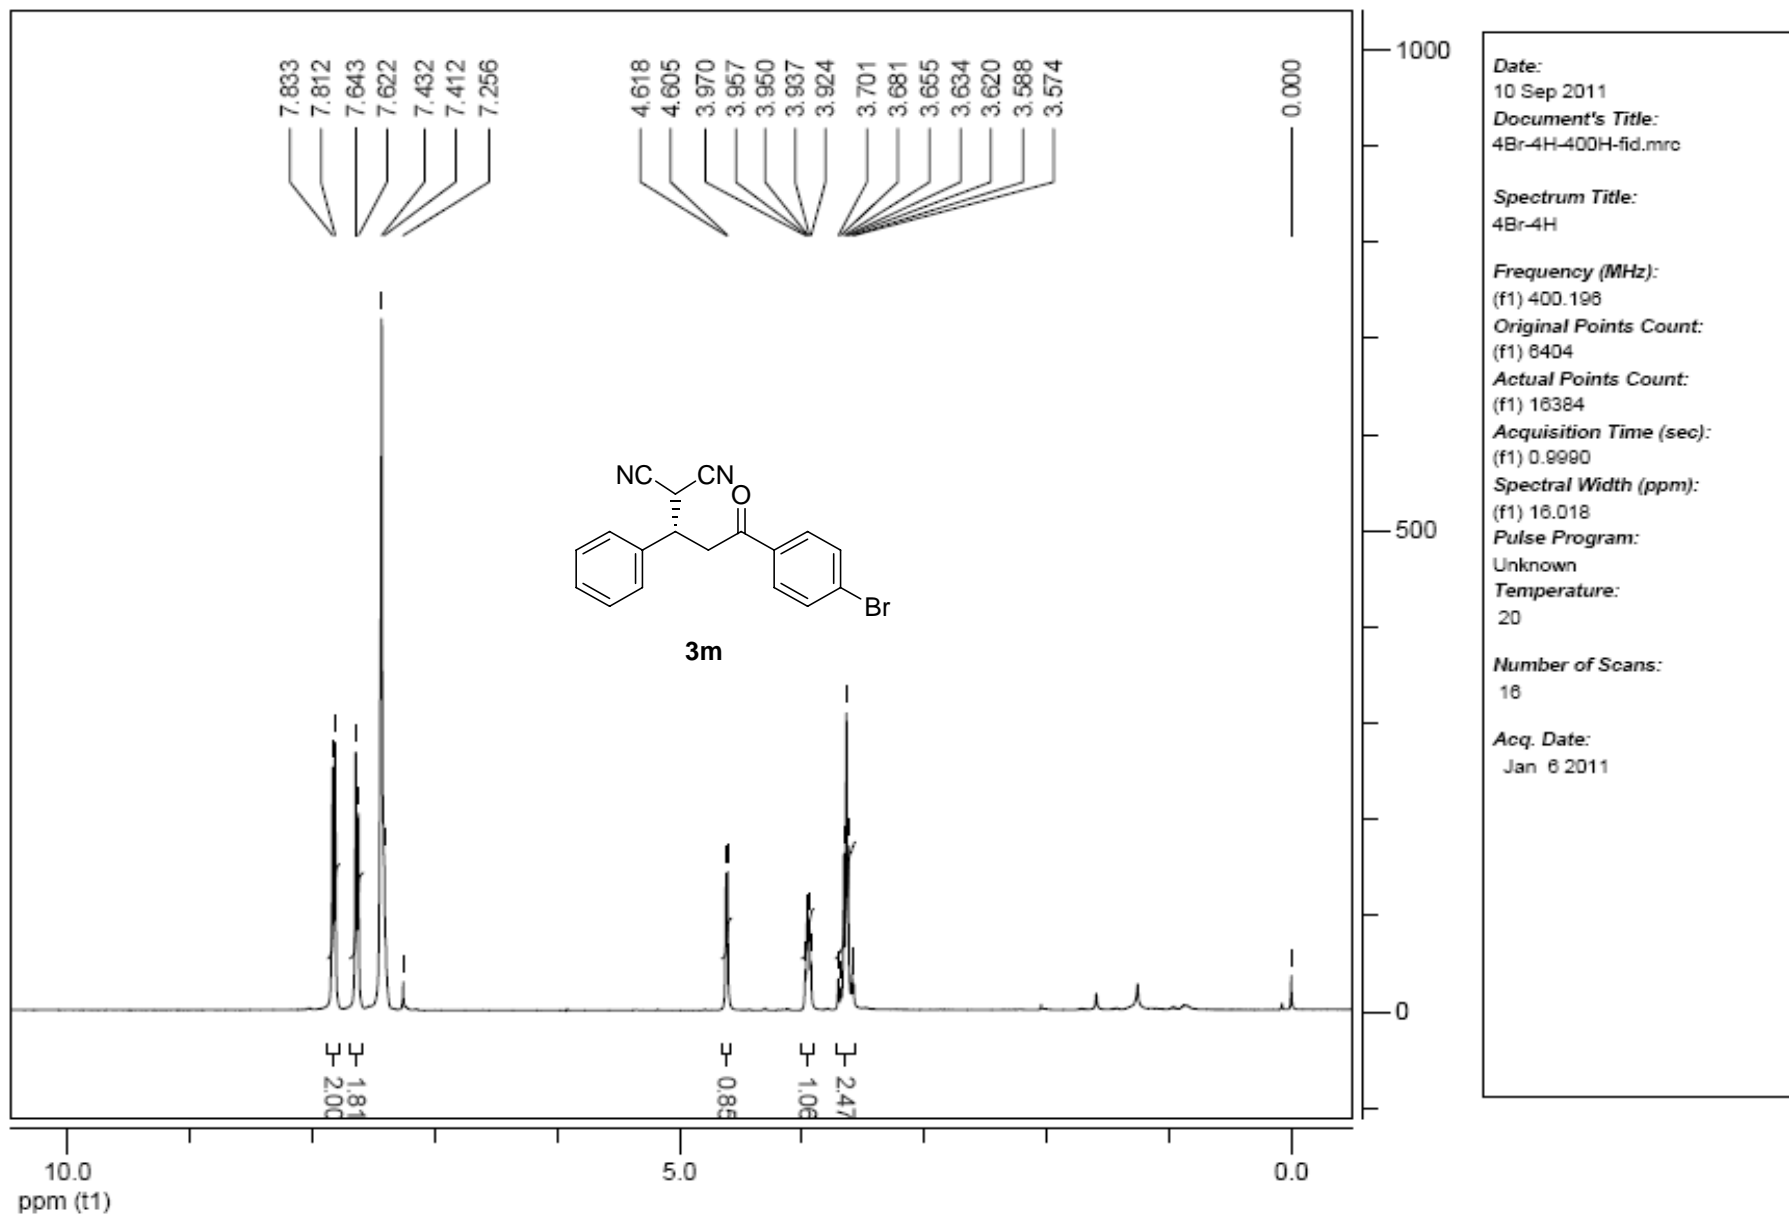 7.833
7.812
7.643
7.622
7.432
7.412
7.256
4.618
4.605
3.970
3.957
3.950
3.937
3.924
3.701
3.681
3.655
3.634
3.620
3.588
3.574
0.000
1000
500
0
NC
CN
O
Br
3m
2.00
1.81
0.85
1.06
2.47
10.0
5.0
0.0
ppm (t1)
Date:
10 Sep 2011
Document's Title:
4Br-4H-400H-fid.mrc
Spectrum Title:
4Br-4H
Frequency (MHz):
(f1) 400.196
Original Points Count:
(f1) 6404
Actual Points Count:
(f1) 16384
Acquisition Time (sec):
(f1) 0.9990
Spectral Width (ppm):
(f1) 16.018
Pulse Program:
Unknown
Temperature:
20
Number of Scans:
16
Acq. Date:
Jan 6 2011